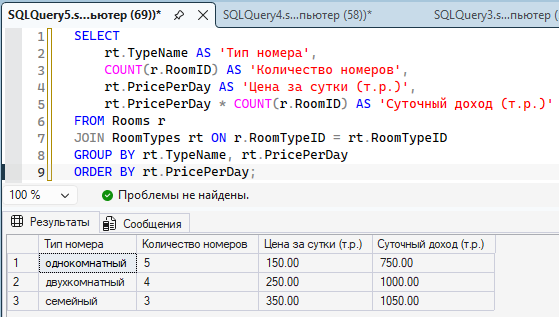 SQLQuery5.s...ьютер (69))* SQLQuery4.s...пьютер (58))* SQLQuery3.s...пьютер (
1 SELECT
2 rt.TypeName AS 'Тип номера',
3 COUNT(r.RoomID) AS 'Количество номеров',
4 rt.PricePerDay AS 'Цена за сутки (т.р.)',
5 rt.PricePerDay * COUNT(r.RoomID) AS 'Суточный доход (т.р.)'
6 FROM Rooms r
7 JOIN RoomTypes rt ON r.RoomTypeID = rt.RoomTypeID
8 GROUP BY rt.TypeName, rt.PricePerDay
9 ORDER BY rt.PricePerDay;
100 % Проблемы не найдены.
Результаты Сообщения
Тип номера Количество номеров Цена за сутки (т.р.) Суточный доход (т.р.)
1 однокомнатный 5 150.00 750.00
2 двухкомнатный 4 250.00 1000.00
3 семейный 3 350.00 1050.00